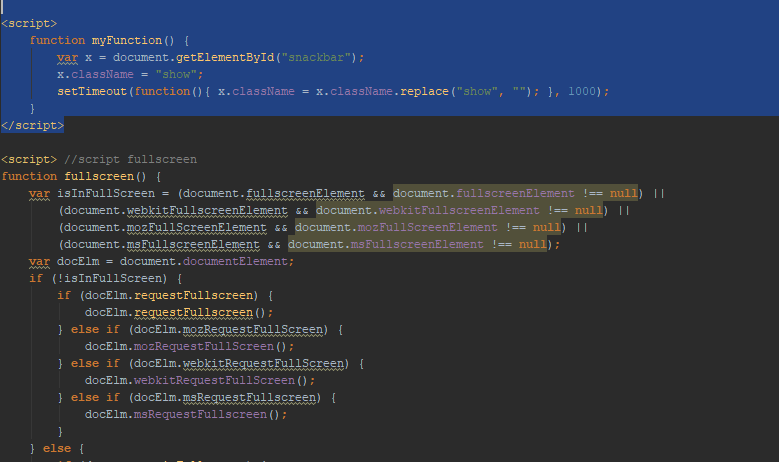 <script>
function myFunction() {
var x = document.getElementById("snackbar");
x.className = "show";
setTimeout(function(){ x.className = x.className.replace("show", ""); }, 1000);
}
</script>
<script> //script fullscreen
function fullscreen() {
var isInFullScreen = (document.fullscreenElement && document.fullscreenElement !== null) ||
(document.webkitFullscreenElement && document.webkitFullscreenElement !== null) ||
(document.mozFullScreenElement && document.mozFullScreenElement !== null) ||
(document.msFullscreenElement && document.msFullscreenElement !== null);
var docElm = document.documentElement;
if (!isInFullScreen) {
if (docElm.requestFullscreen) {
docElm.requestFullscreen();
} else if (docElm.mozRequestFullScreen) {
docElm.mozRequestFullScreen();
} else if (docElm.webkitRequestFullScreen) {
docElm.webkitRequestFullScreen();
} else if (docElm.msRequestFullscreen) {
docElm.msRequestFullscreen();
}
} else {